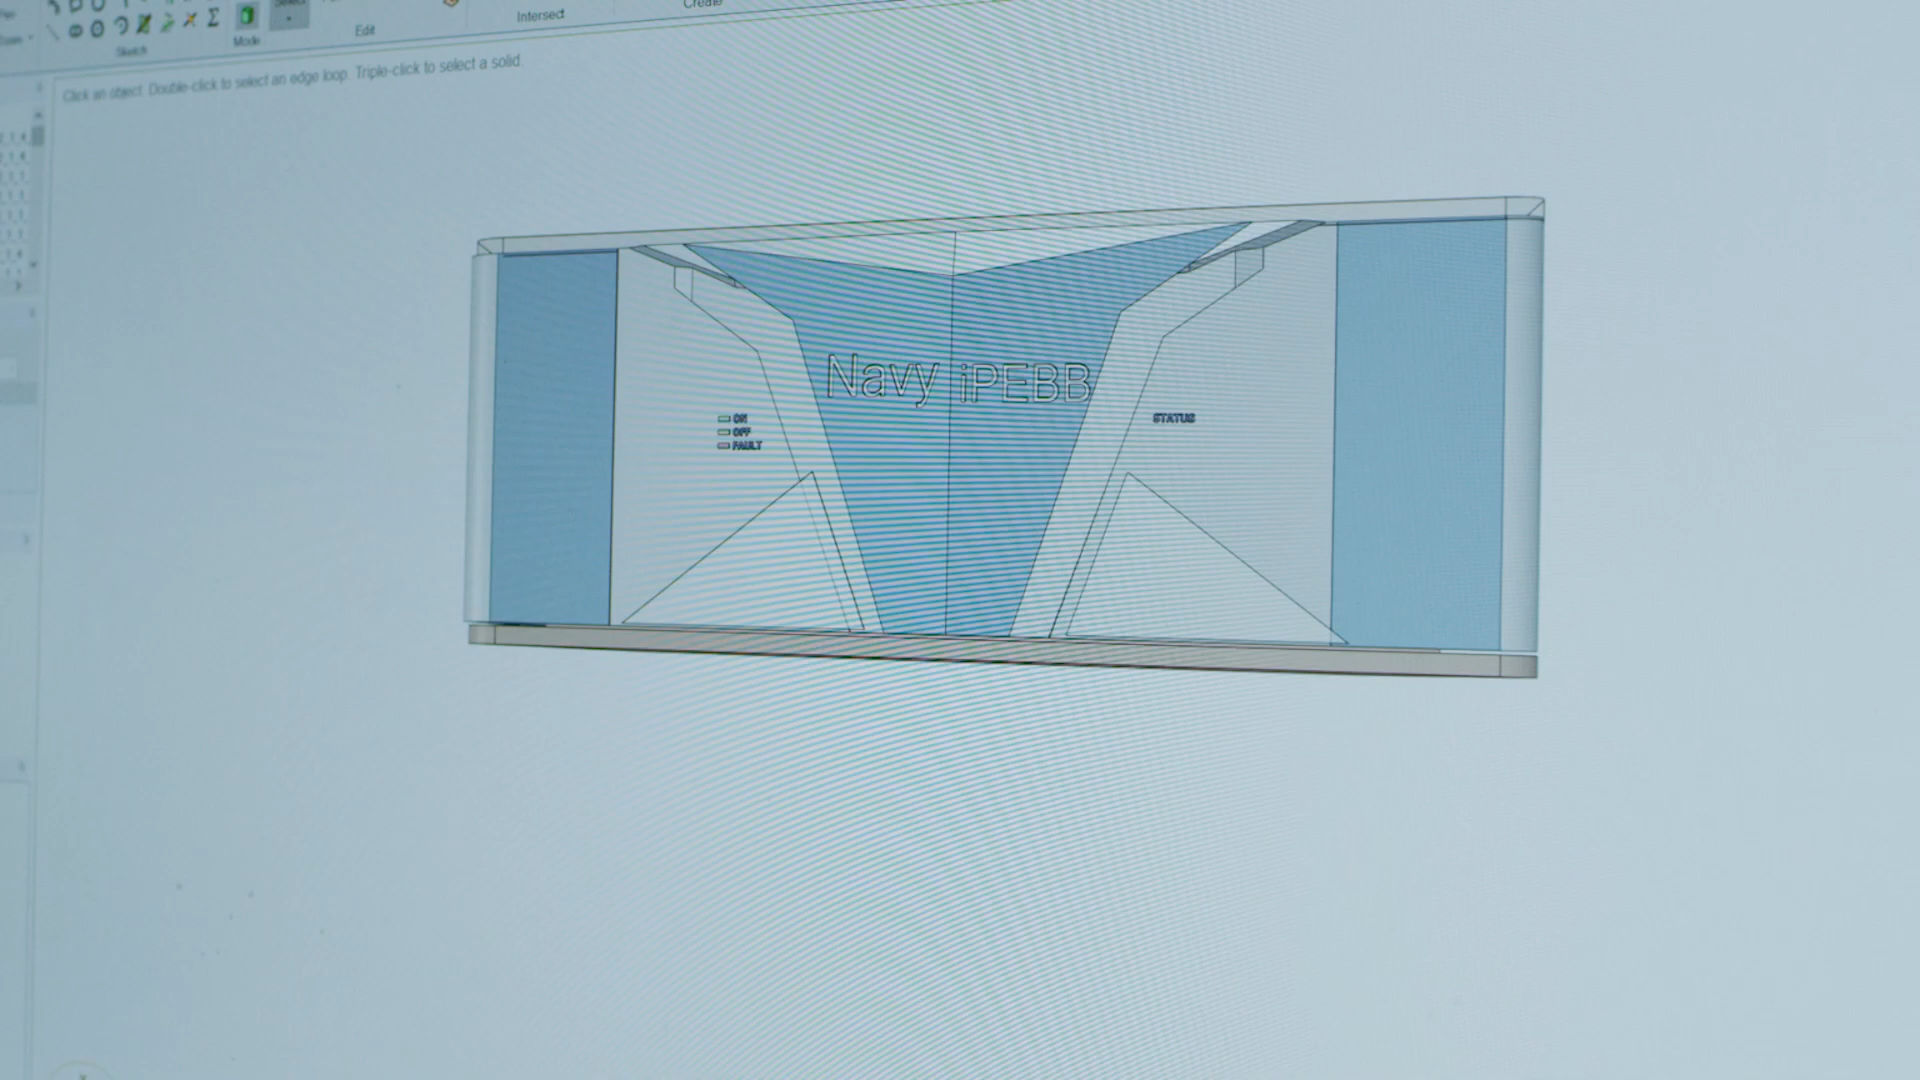 Create
Intersect
Edit
Mode
Sketch
Click an object. Double-click to select an edge loop. Triple-click to select a solid.
Navy iPEBB
ON
OFF
FAULT
STATUS